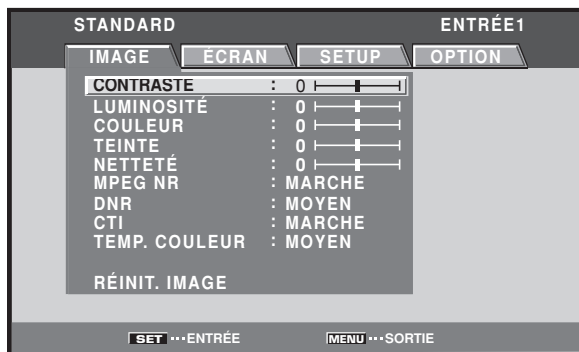 STANDARD ENTRÉE1
IMAGE ÉCRAN SETUP OPTION
CONTRASTE : 0
LUMINOSITÉ : 0
COULEUR : 0
TEINTE : 0
NETTETÉ : 0
MPEG NR : MARCHE
DNR : MOYEN
CTI : MARCHE
TEMP. COULEUR : MOYEN
RÉINIT. IMAGE
SET ···ENTRÉE MENU ···SORTIE